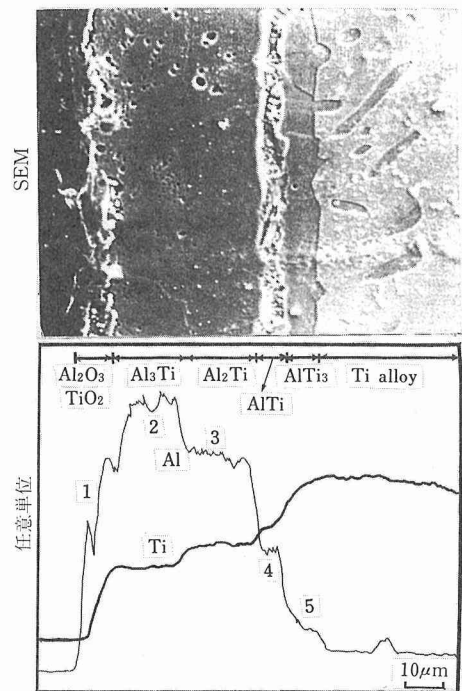 SEM
Al₂O₃ Al₃Ti Al₂Ti AlTi₃ Ti alloy
TiO₂ AlTi
任意単位
1
2
3
Al
Ti
4
5
10μm